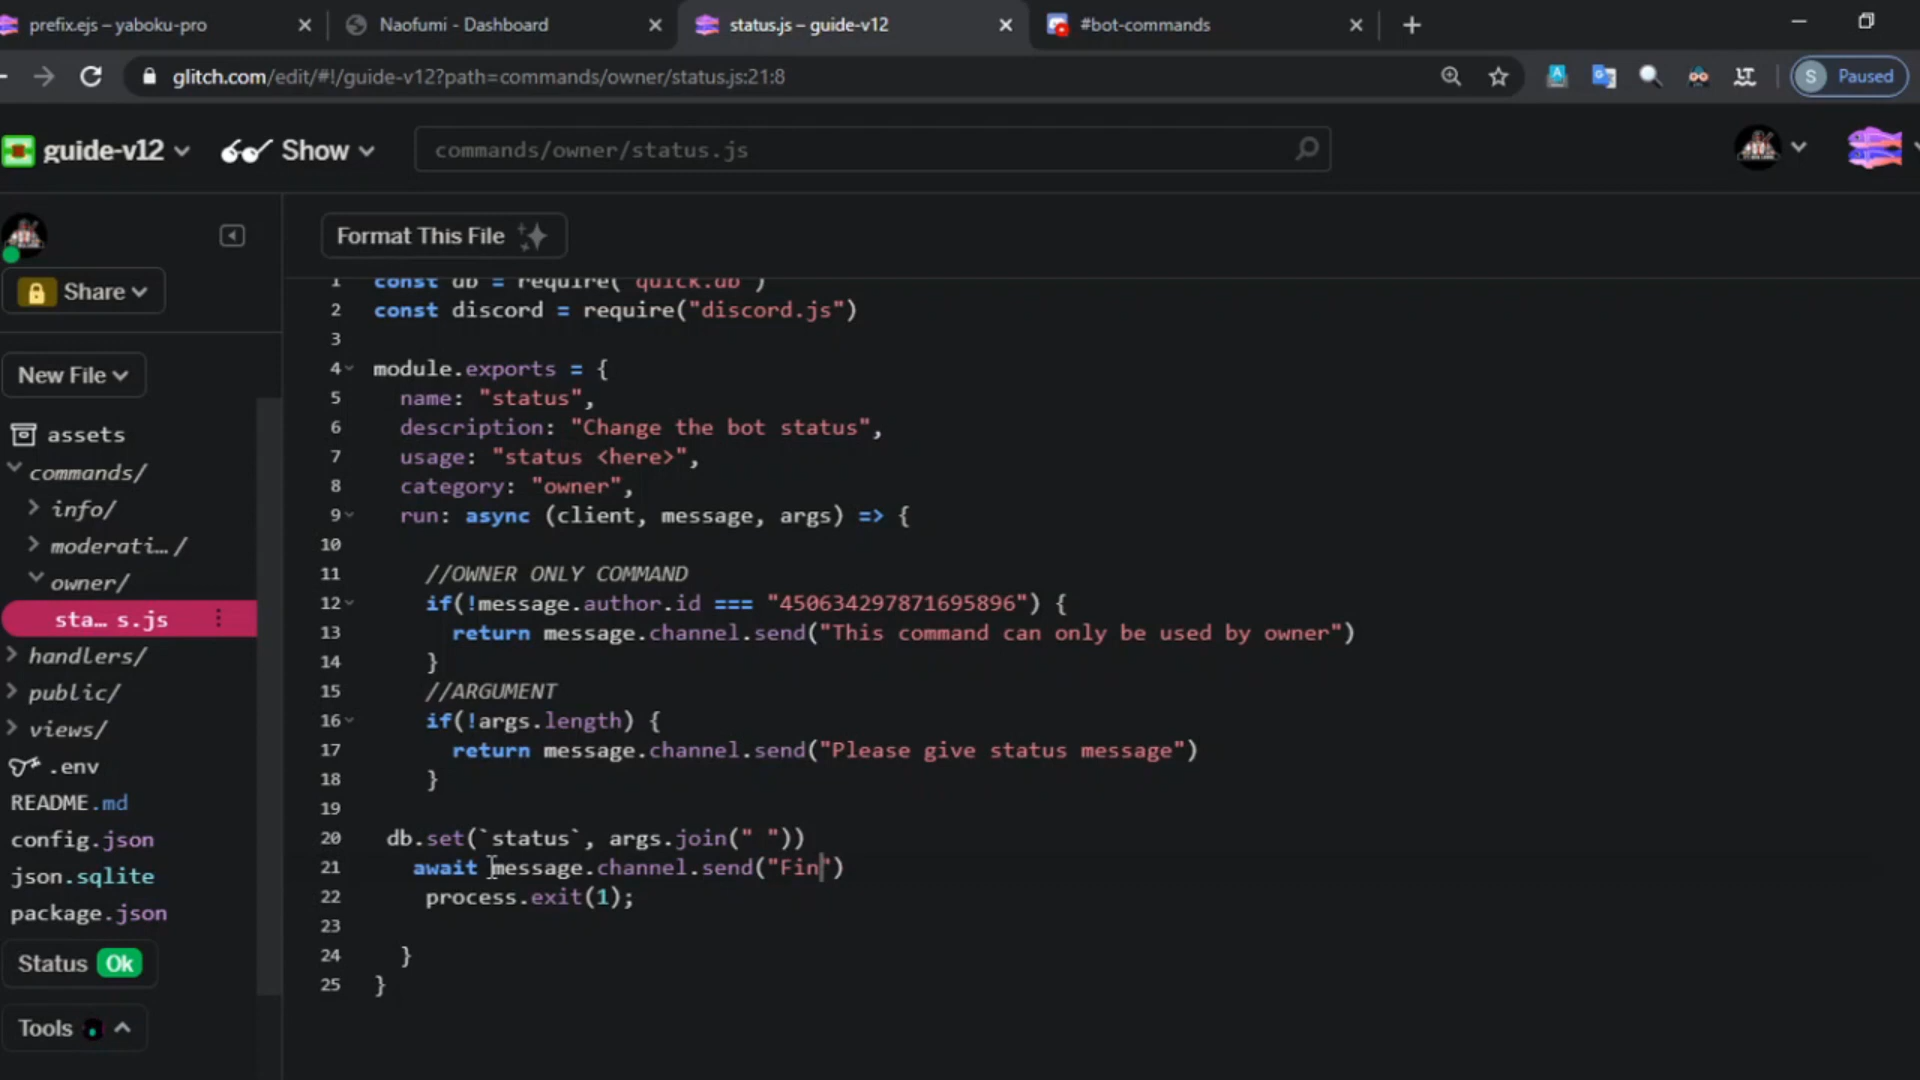 prefix.ejs – yaboku-pro
Naofumi - Dashboard
status.js – guide-v12
#bot-commands
glitch.com/edit/#!/guide-v12?path=commands/owner/status.js:21:8
S Paused
guide-v12
Show
commands/owner/status.js
Format This File
Share
New File
assets
commands/
info/
moderati… /
owner/
sta… s.js
handlers/
public/
views/
.env
README.md
config.json
json.sqlite
package.json
Status Ok
Tools
1 const db = require("quick.db")
2 const discord = require("discord.js")
3
4 module.exports = {
5 name: "status",
6 description: "Change the bot status",
7 usage: "status <here>",
8 category: "owner",
9 run: async (client, message, args) => {
10
11 //OWNER ONLY COMMAND
12 if(!message.author.id === "450634297871695896") {
13 return message.channel.send("This command can only be used by owner")
14 }
15 //ARGUMENT
16 if(!args.length) {
17 return message.channel.send("Please give status message")
18 }
19
20 db.set(`status`, args.join(" "))
21 await message.channel.send("Fin")
22 process.exit(1);
23
24 }
25 }